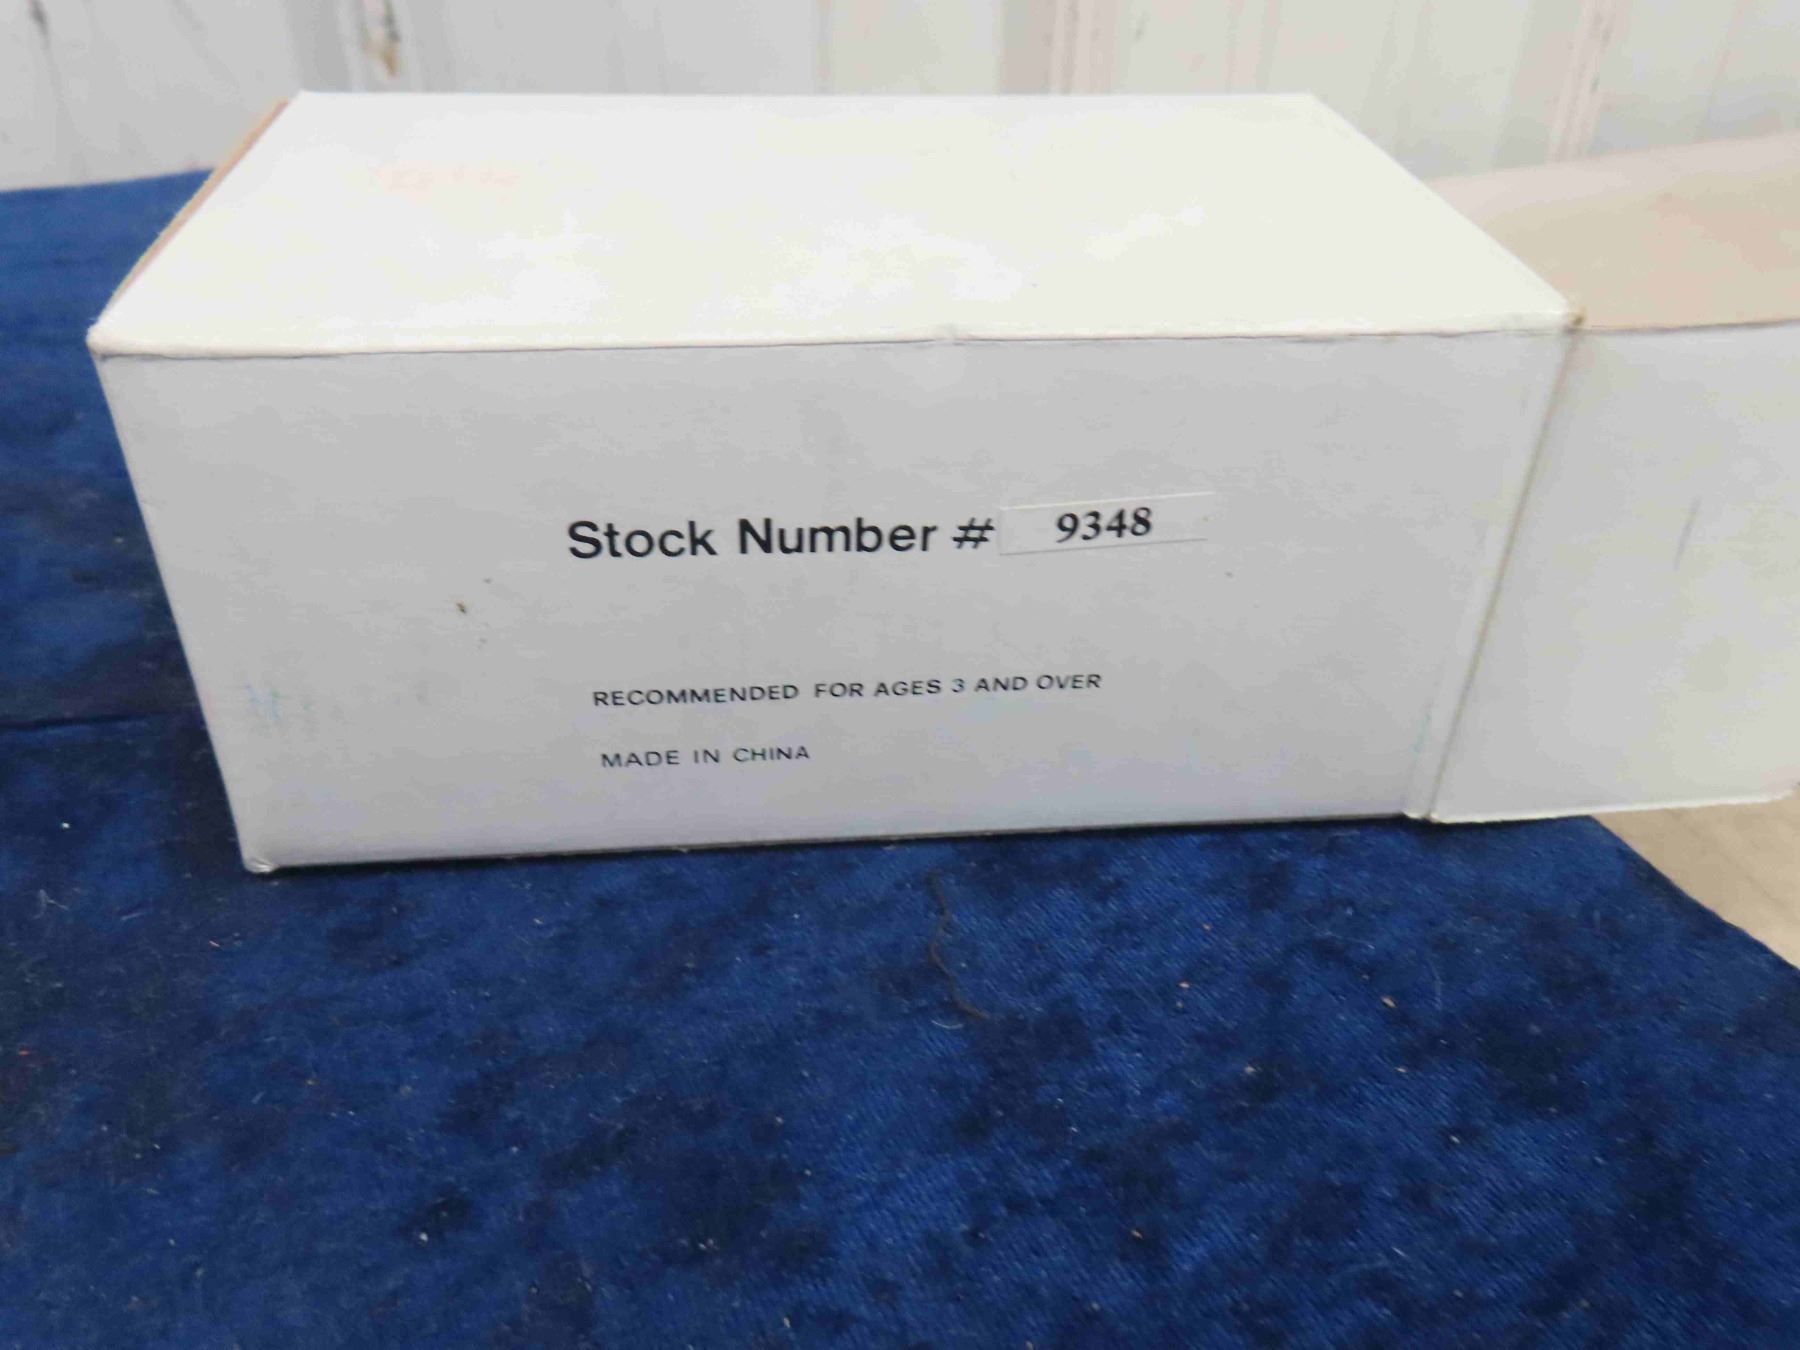 Stock Number # 9348
RECOMMENDED FOR AGES 3 AND OVER
MADE IN CHINA